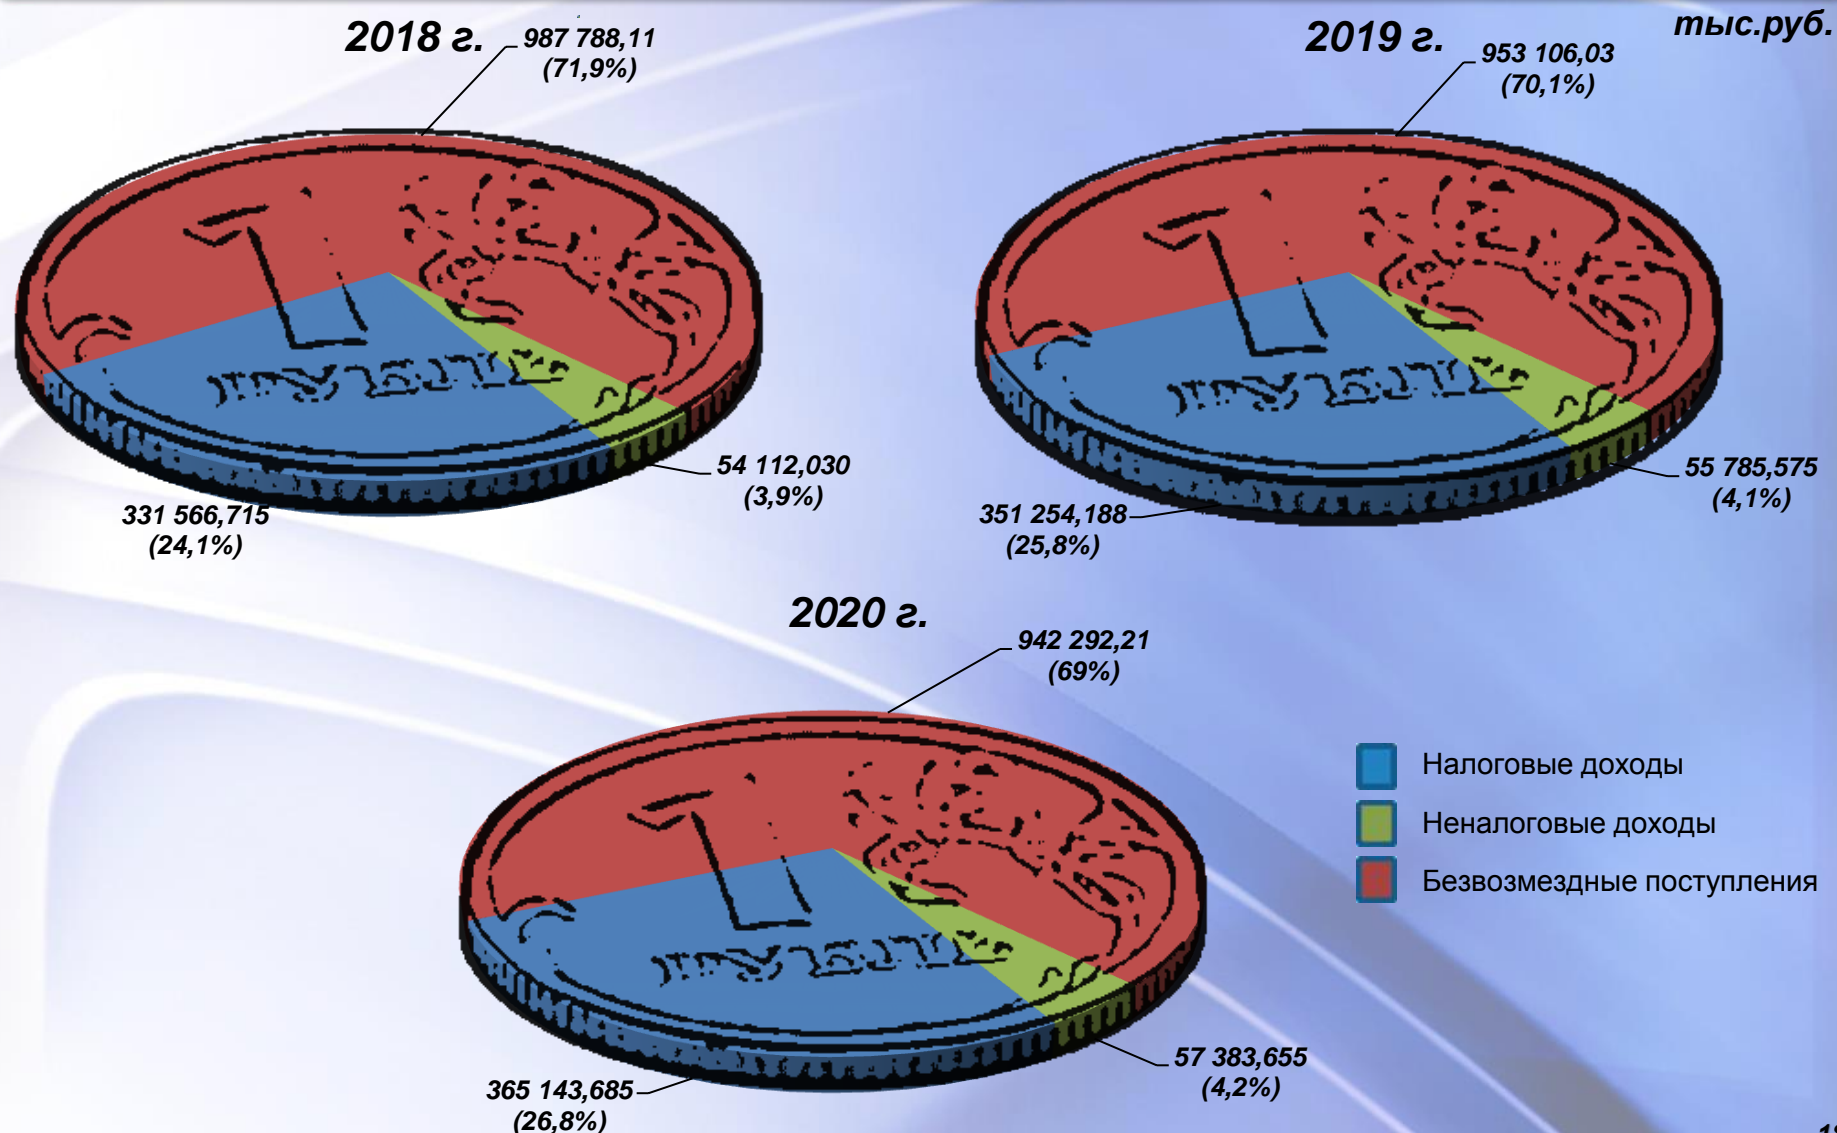 2018 г.
987 788,11
(71,9%)
2019 г.
тыс.руб.
953 106,03
(70,1%)
54 112,030
(3,9%)
331 566,715
(24,1%)
55 785,575
(4,1%)
351 254,188
(25,8%)
2020 г.
942 292,21
(69%)
Налоговые доходы
Неналоговые доходы
Безвозмездные поступления
57 383,655
(4,2%)
365 143,685
(26,8%)